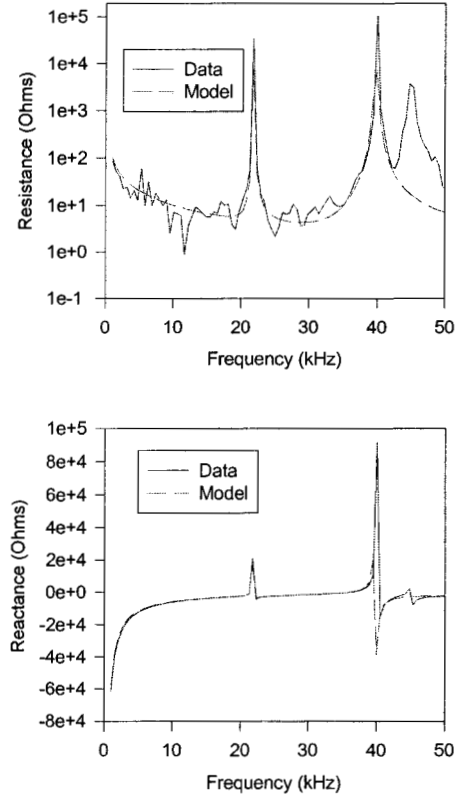 1e+5
1e+4
1e+3
1e+2
1e+1
1e+0
1e-1
Resistance (Ohms)
Data
Model
0 10 20 30 40 50
Frequency (kHz)
1e+5
8e+4
6e+4
4e+4
2e+4
0e+0
-2e+4
-4e+4
-6e+4
-8e+4
Reactance (Ohms)
Data
Model
0 10 20 30 40 50
Frequency (kHz)